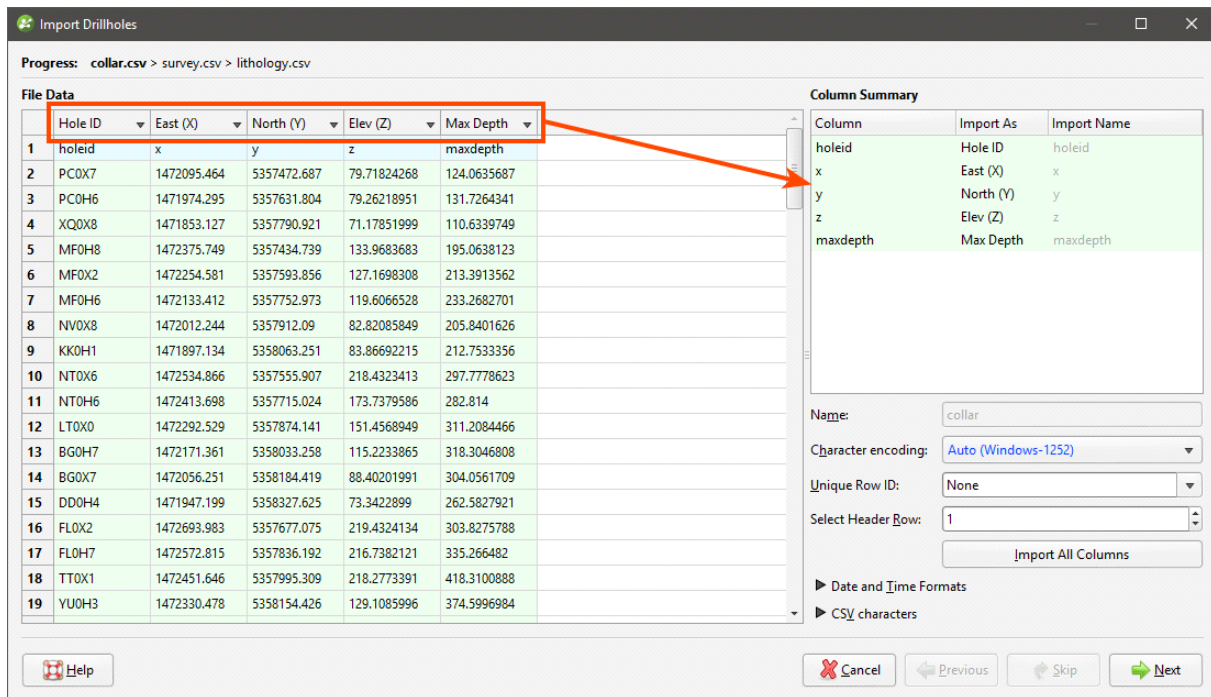 Import Drillholes
Progress: collar.csv > survey.csv > lithology.csv
File Data
Hole ID East (X) North (Y) Elev (Z) Max Depth
1 holeid x y z maxdepth
2 PC0X7 1472095.464 5357472.687 79.71824268 124.0635687
3 PC0H6 1471974.295 5357631.804 79.26218951 131.7264341
4 XQ0X8 1471853.127 5357790.921 71.17851999 110.6339749
5 MF0H8 1472375.749 5357434.739 133.9683683 195.0638123
6 MF0X2 1472254.581 5357593.856 127.1698308 213.3913562
7 MF0H6 1472133.412 5357752.973 119.6066528 233.2682701
8 NV0X8 1472012.244 5357912.09 82.82085849 205.8401626
9 KK0H1 1471897.134 5358063.251 83.86692215 212.7533356
10 NT0X6 1472534.866 5357555.907 218.4323413 297.7778623
11 NT0H6 1472413.698 5357715.024 173.7379586 282.814
12 LT0X0 1472292.529 5357874.141 151.4568949 311.2084466
13 BG0H7 1472171.361 5358033.258 115.2233865 318.3046808
14 BG0X7 1472056.251 5358184.419 88.40201991 304.0561709
15 DD0H4 1471947.199 5358327.625 73.3422899 262.5827921
16 FL0X2 1472693.983 5357677.075 219.4324134 303.8275788
17 FL0H7 1472572.815 5357836.192 216.7382121 335.266482
18 TT0X1 1472451.646 5357995.309 218.2773391 418.3100888
19 YU0H3 1472330.478 5358154.426 129.1085996 374.5996984
Column Summary
Column Import As Import Name
holeid Hole ID holeid
x East (X) x
y North (Y) y
z Elev (Z) z
maxdepth Max Depth maxdepth
Name: collar
Character encoding: Auto (Windows-1252)
Unique Row ID: None
Select Header Row: 1
Import All Columns
Date and Time Formats
CSV characters
Help Cancel Previous Skip Next